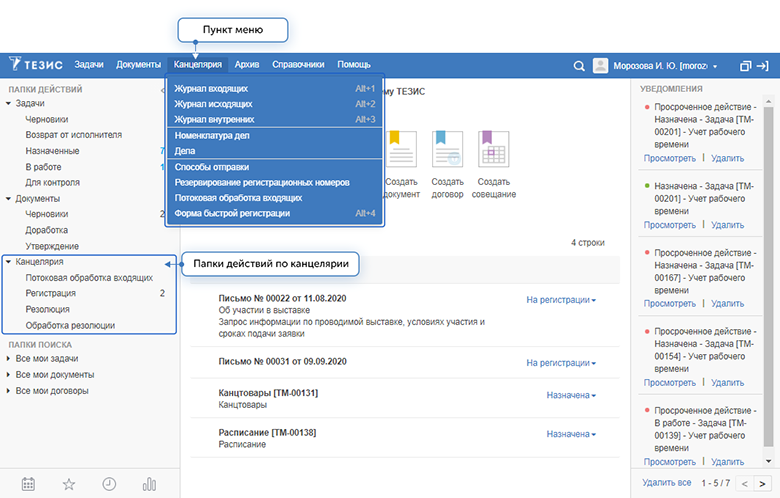 Пункт меню
ТЕЗИС Задачи Документы Канцелярия Архив Справочники Помощь Морозова И. Ю. [moroz
ПАПКИ ДЕЙСТВИЙ
Задачи
Черновики
Возврат от исполнителя
Назначенные 7
В работе 1
Для контроля
Документы
Черновики 2
Доработка
Утверждение
Канцелярия
Потоковая обработка входящих
Регистрация 2
Резолюция
Обработка резолюции
ПАПКИ ПОИСКА
Все мои задачи
Все мои документы
Все мои договоры
Журнал входящих Alt+1
Журнал исходящих Alt+2
Журнал внутренних Alt+3
Номенклатура дел
Дела
Способы отправки
Резервирование регистрационных номеров
Потоковая обработка входящих
Форма быстрой регистрации Alt+4
му ТЕЗИС
Создать
документ
Создать
договор
Создать
совещание
4 строки
Папки действий по канцелярии
Письмо № 00022 от 11.08.2020 На регистрации
Об участии в выставке
Запрос информации по проводимой выставке, условиях участия и
сроках подачи заявки
Письмо № 00031 от 09.09.2020 На регистрации
Канцтовары [ТМ-00131] Назначена
Канцтовары
Расписание [ТМ-00138] Назначена
Расписание
УВЕДОМЛЕНИЯ
Просроченное действие -
Назначена - Задача [ТМ-
00201] - Учет рабочего
времени
Просмотреть | Удалить
Назначена - Задача [ТМ-
00201] - Учет рабочего
времени
Просмотреть | Удалить
Просроченное действие -
Назначена - Задача [ТМ-
00167] - Учет рабочего
времени
Просмотреть | Удалить
Просроченное действие -
Назначена - Задача [ТМ-
00154] - Учет рабочего
времени
Просмотреть | Удалить
Просроченное действие -
В работе - Задача [ТМ-
00139] - Учет рабочего
времени
Просмотреть | Удалить
Удалить все 1 - 5 / 7 < >